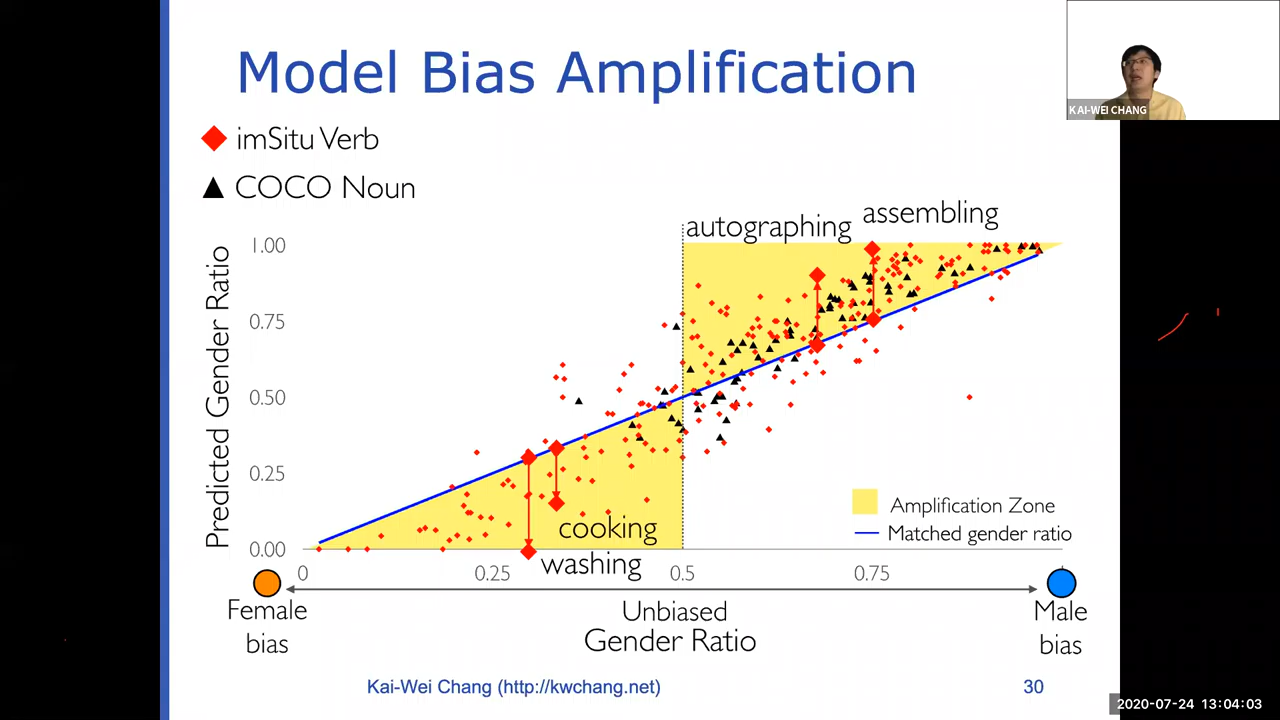 Model Bias Amplification
KAI-WEI CHANG
imSitu Verb
COCO Noun
autographing
assembling
Predicted Gender Ratio
1.00
0.75
0.50
0.25
0.00
cooking
washing
Amplification Zone
Matched gender ratio
0
0.25
0.5
0.75
Female
bias
Unbiased
Gender Ratio
Male
bias
Kai-Wei Chang (http://kwchang.net)
30
2020-07-24 13:04:03